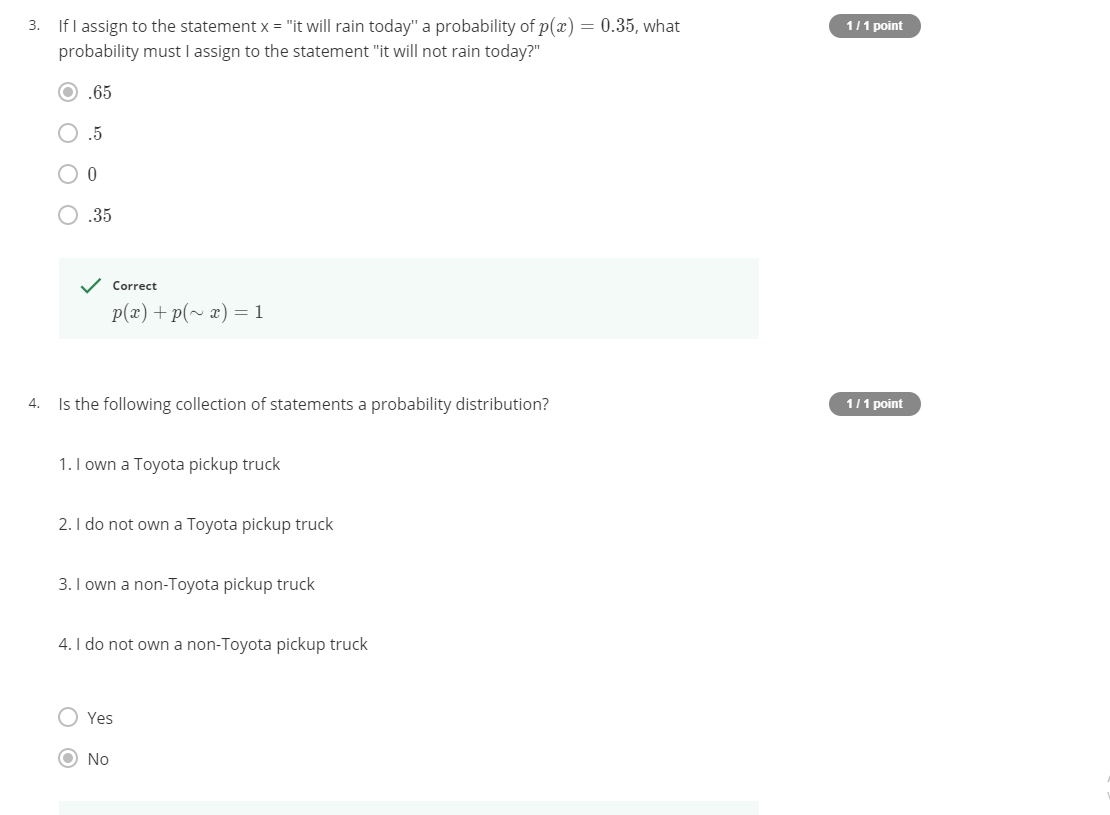 3. If I assign to the statement x = "it will rain today" a probability of p(x) = 0.35, what 1 / 1 point
probability must I assign to the statement "it will not rain today?"
.65
.5
0
.35
Correct
p(x) + p(∼ x) = 1
4. Is the following collection of statements a probability distribution? 1 / 1 point
1. I own a Toyota pickup truck
2. I do not own a Toyota pickup truck
3. I own a non-Toyota pickup truck
4. I do not own a non-Toyota pickup truck
Yes
No